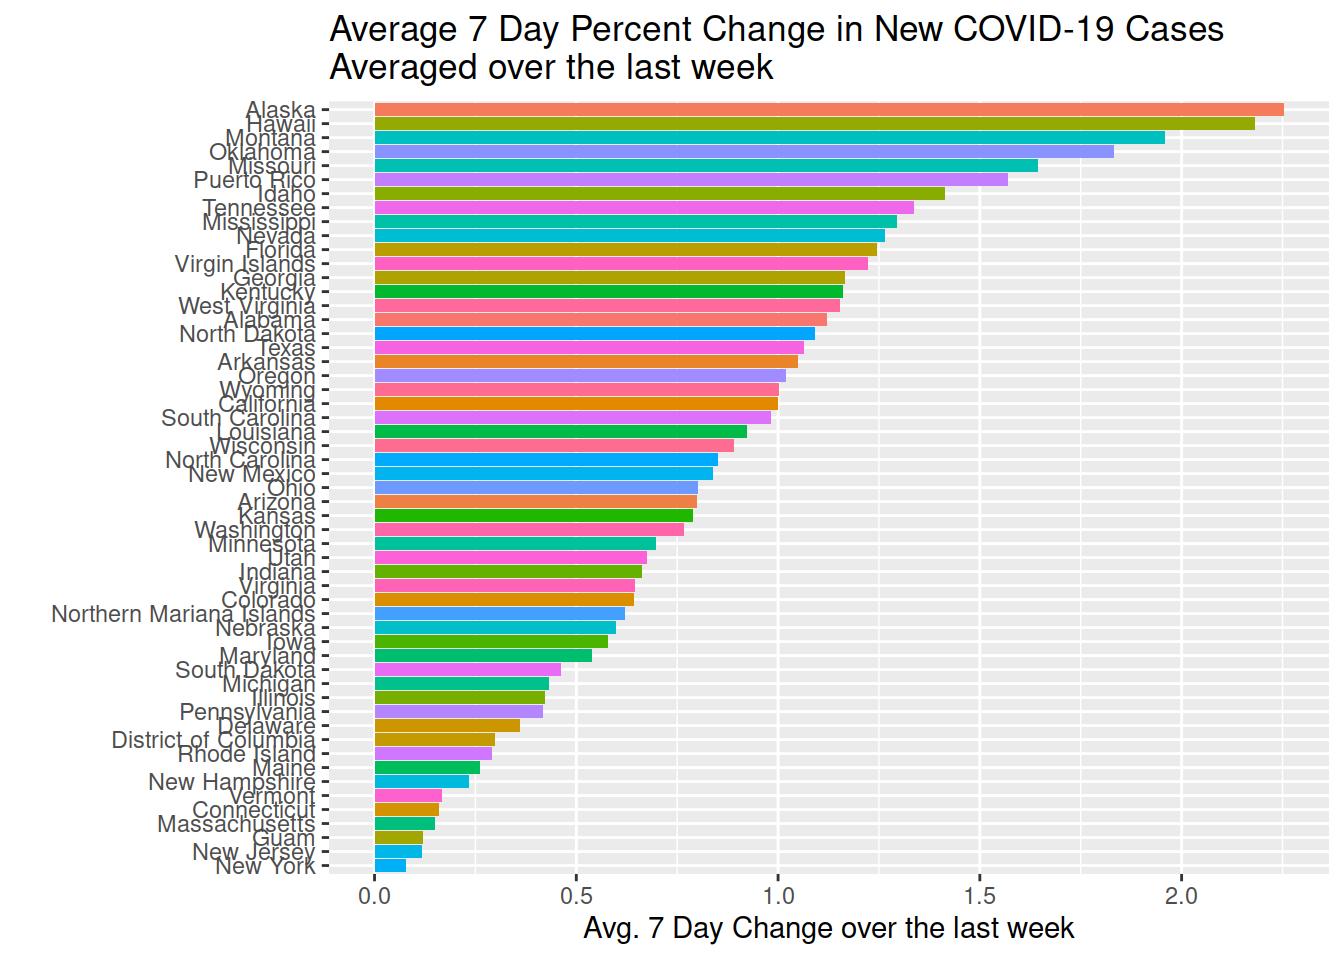 Average 7 Day Percent Change in New COVID-19 Cases
Averaged over the last week
Alaska
Hawaii
Montana
Oklahoma
Missouri
Puerto Rico
Idaho
Tennessee
Mississippi
Nevada
Florida
Virgin Islands
Georgia
Kentucky
West Virginia
Alabama
North Dakota
Texas
Arkansas
Oregon
Wyoming
California
South Carolina
Louisiana
Wisconsin
North Carolina
New Mexico
Ohio
Arizona
Kansas
Washington
Minnesota
Utah
Indiana
Virginia
Colorado
Northern Mariana Islands
Nebraska
Iowa
Maryland
South Dakota
Michigan
Illinois
Pennsylvania
Delaware
District of Columbia
Rhode Island
Maine
New Hampshire
Vermont
Connecticut
Massachusetts
Guam
New Jersey
New York
0.0 0.5 1.0 1.5 2.0
Avg. 7 Day Change over the last week